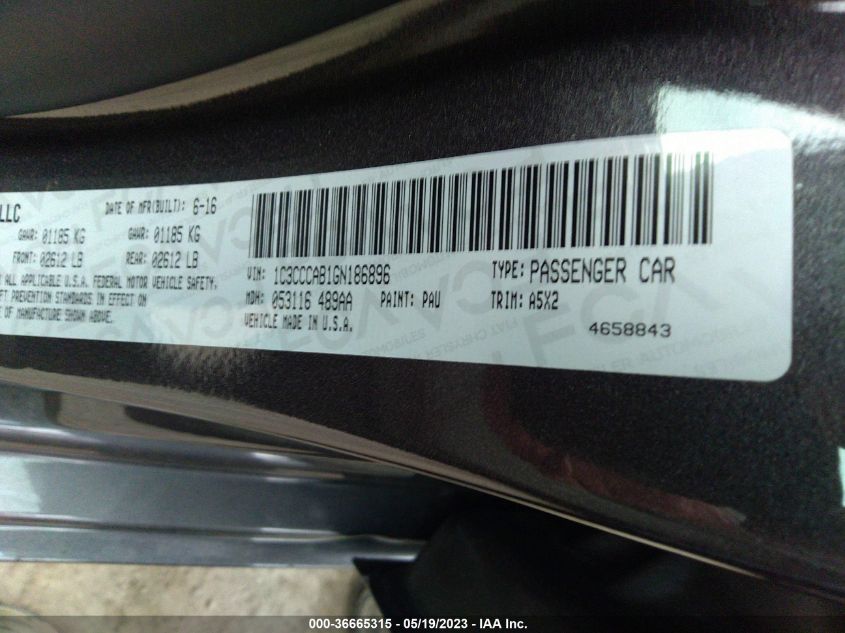 LLC
DATE OF MFR(BUILT): 6-16
GAWR: 01185 KG GAWR: 01185 KG
FRONT: 02612 LB REAR: 02612 LB
ALL APPLICABLE U.S.A. FEDERAL MOTOR VEHICLE SAFETY,
PREVENTION STANDARDS IN EFFECT ON
OF MANUFACTURE SHOWN ABOVE.
VIN: 1C3CCCAB1GN186896 TYPE: PASSENGER CAR
MDH: 053116 489AA PAINT: PAU TRIM: A5X2
VEHICLE MADE IN U.S.A.
4658843
000-36665315 - 05/19/2023 - IAA Inc.